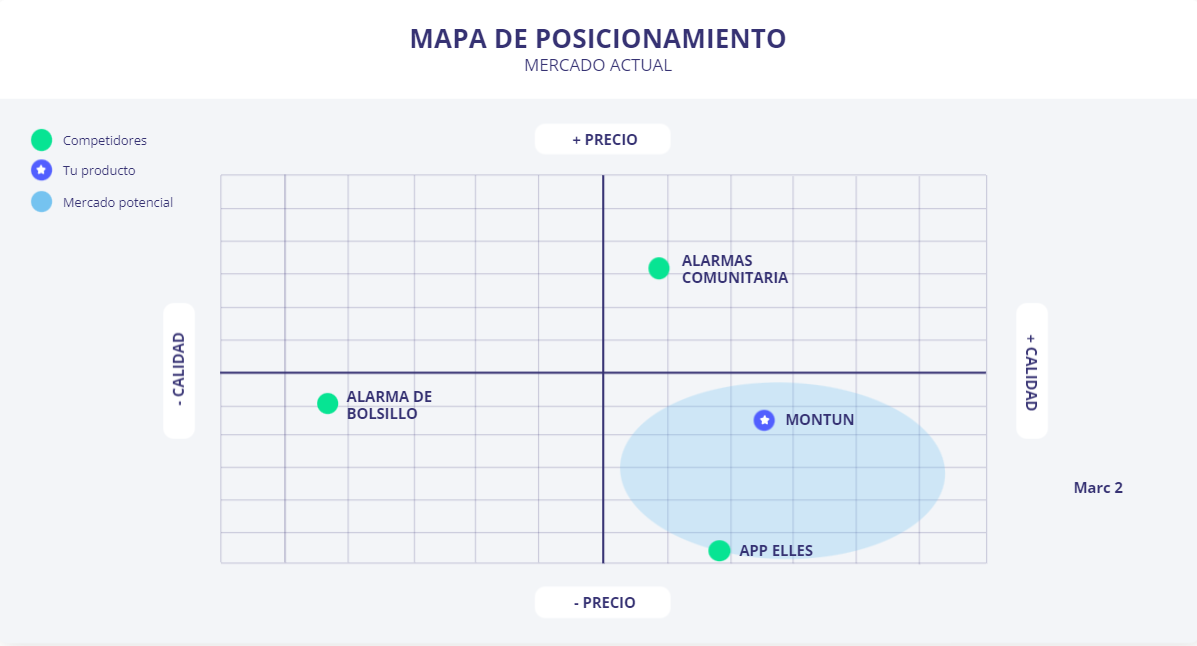 MAPA DE POSICIONAMIENTO
MERCADO ACTUAL
Competidores
Tu producto
Mercado potencial
+ PRECIO
ALARMAS
COMUNITARIA
- CALIDAD
+ CALIDAD
ALARMA DE
BOLSILLO
MONTUN
Marc 2
APP ELLES
- PRECIO